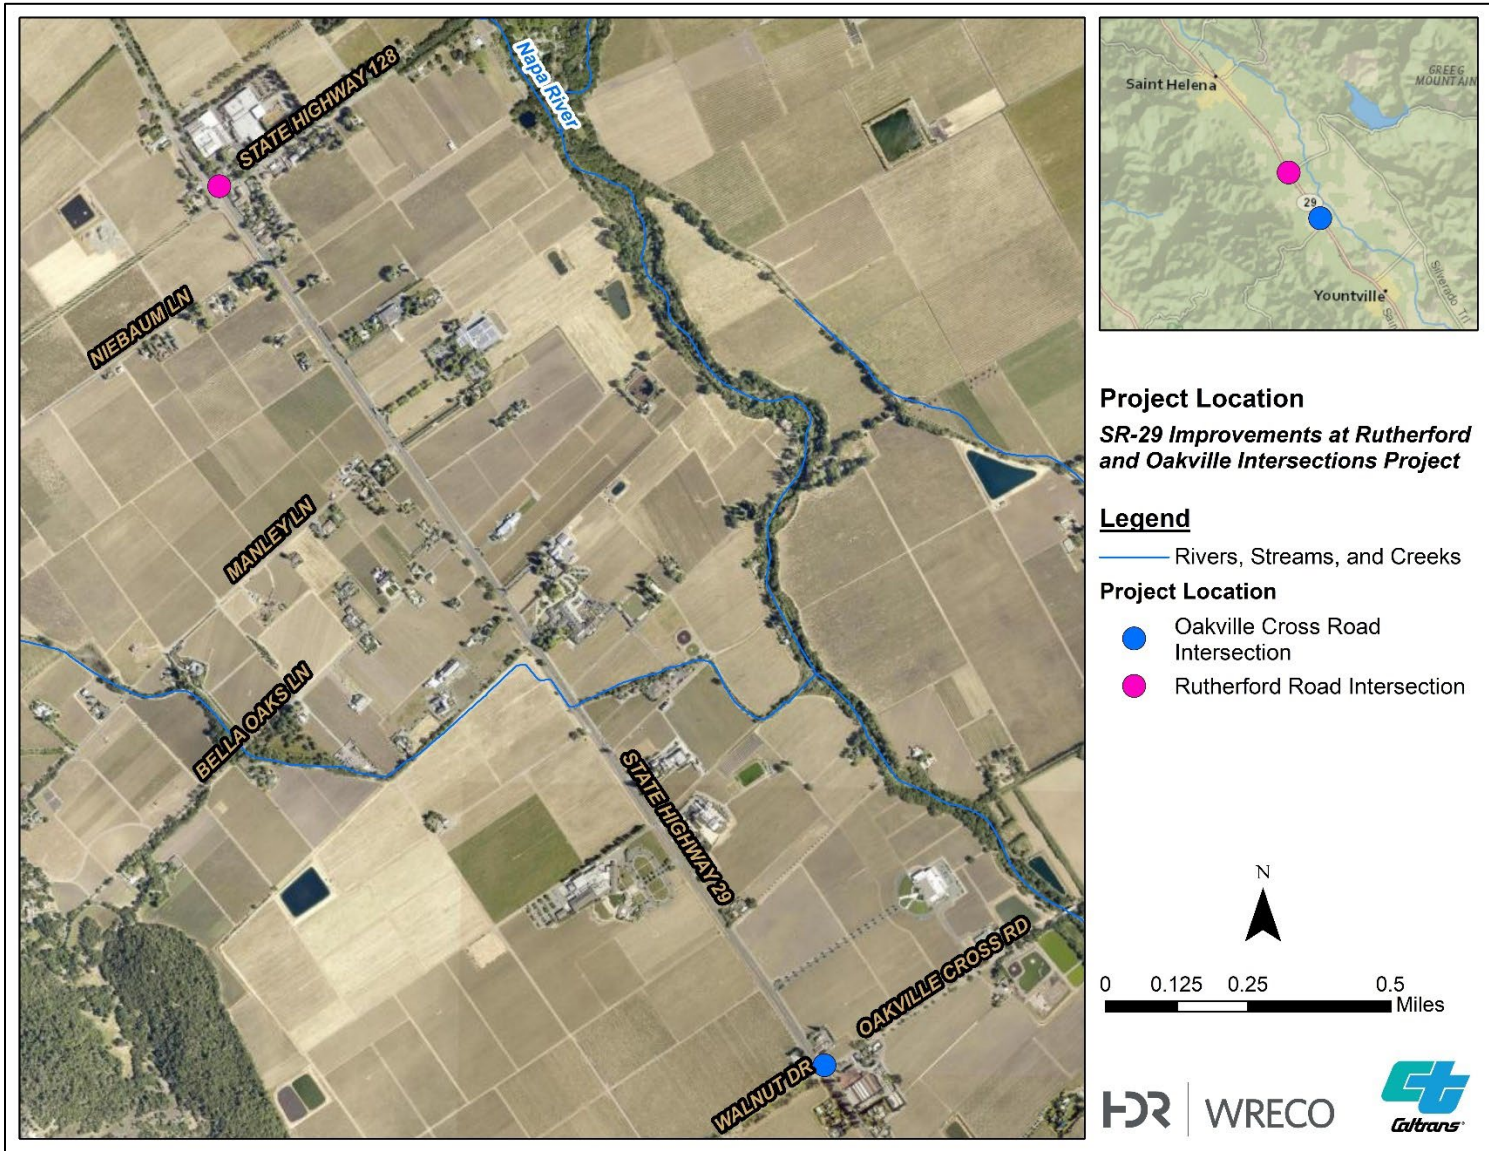 STATE HIGHWAY 128
Napa River
NIEBAUM LN
MANLEY LN
BELLA OAKS LN
STATE HIGHWAY 29
OAKVILLE CROSS RD
WALNUT DR
Saint Helena
GREEG
MOUNTAIN
29
Yountville
Silverado Trl
Sain
Project Location
SR-29 Improvements at Rutherford
and Oakville Intersections Project
Legend
Rivers, Streams, and Creeks
Project Location
Oakville Cross Road
Intersection
Rutherford Road Intersection
N
0 0.125 0.25 0.5
Miles
HDR WRECO
Ct
Caltrans